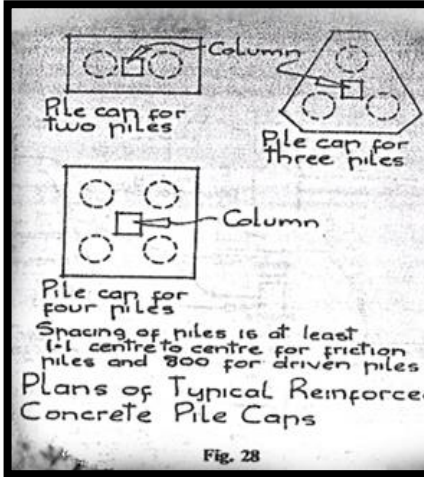 Column
Pile cap for
two piles
Pile cap for
three piles
Column
Pile cap for
four piles
Spacing of piles is at least
1·1 centre to centre for friction
piles and 800 for driven piles
Plans of Typical Reinforce
Concrete Pile Caps
Fig. 28